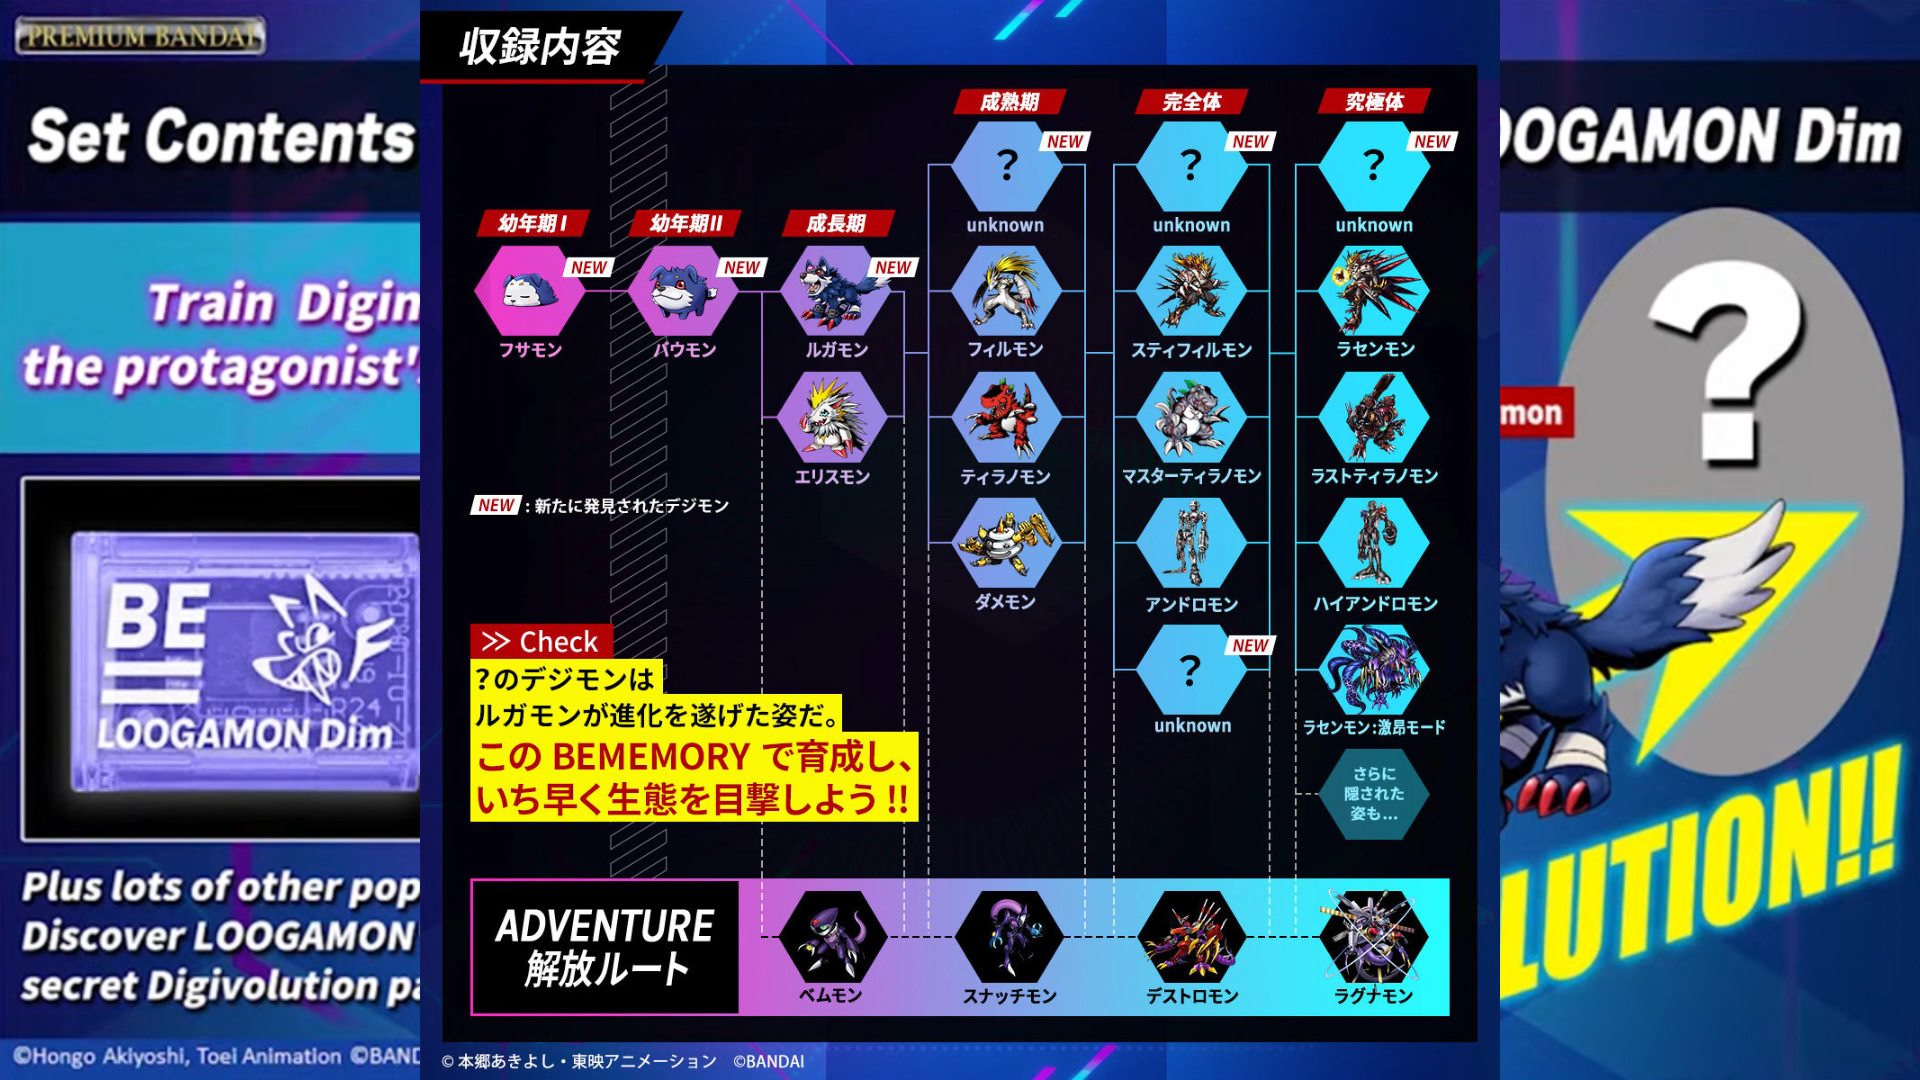 PREMIUM BANDAI
Set Contents
Train Digim
the protagonist'
BE
LOOGAMON Dim
Plus lots of other pop
Discover LOOGAMON'
secret Digivolution pa
©Hongo Akiyoshi, Toei Animation ©BAND
収録内容
成熟期
完全体
究極体
? NEW
? NEW
? NEW
unknown
unknown
unknown
幼年期I
幼年期II
成長期
NEW
NEW
NEW
フサモン
バウモン
ルガモン
フィルモン
スティフィルモン
ラセンモン
エリスモン
ティラノモン
マスターティラノモン
ラストティラノモン
NEW : 新たに発見されたデジモン
ダメモン
アンドロモン
ハイアンドロモン
? NEW
unknown
ラセンモン:激昂モード
さらに
隠された
姿も...
>> Check
?のデジモンは
ルガモンが進化を遂げた姿だ。
この BEMEMORY で育成し、
いち早く生態を目撃しよう!!
ADVENTURE
解放ルート
ベムモン
スナッチモン
デストロモン
ラグナモン
© 本郷あきよし・東映アニメーション ©BANDAI
OOGAMON Dim
?
mon
LUTION!!